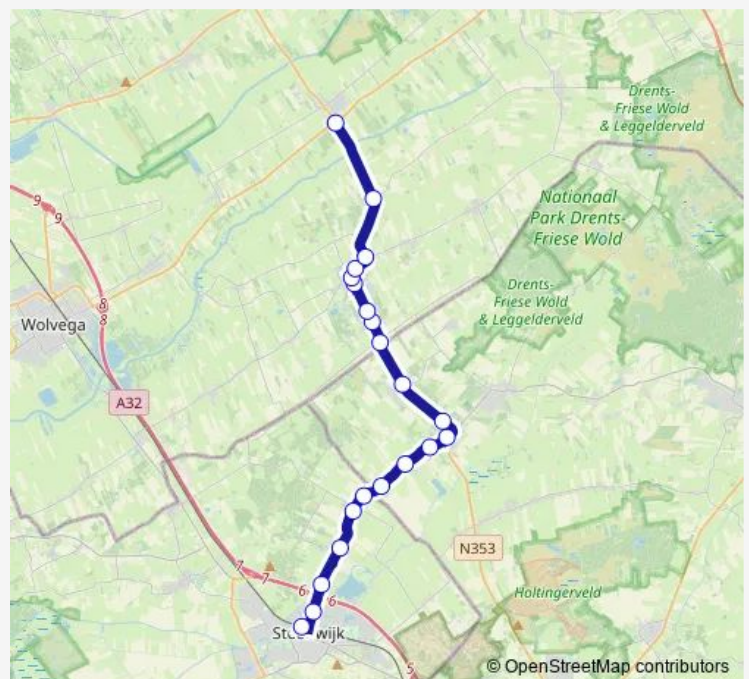 Drents-
Friese Wold
& Leggelderveld
9
9
Nationaal
Park Drents-
Friese Wold
Drents-
Friese Wold
& Leggelderveld
8
8
Wolvega
A32
N353
7
7
6
6
Holtingerveld
5
© OpenStreetMap contributors